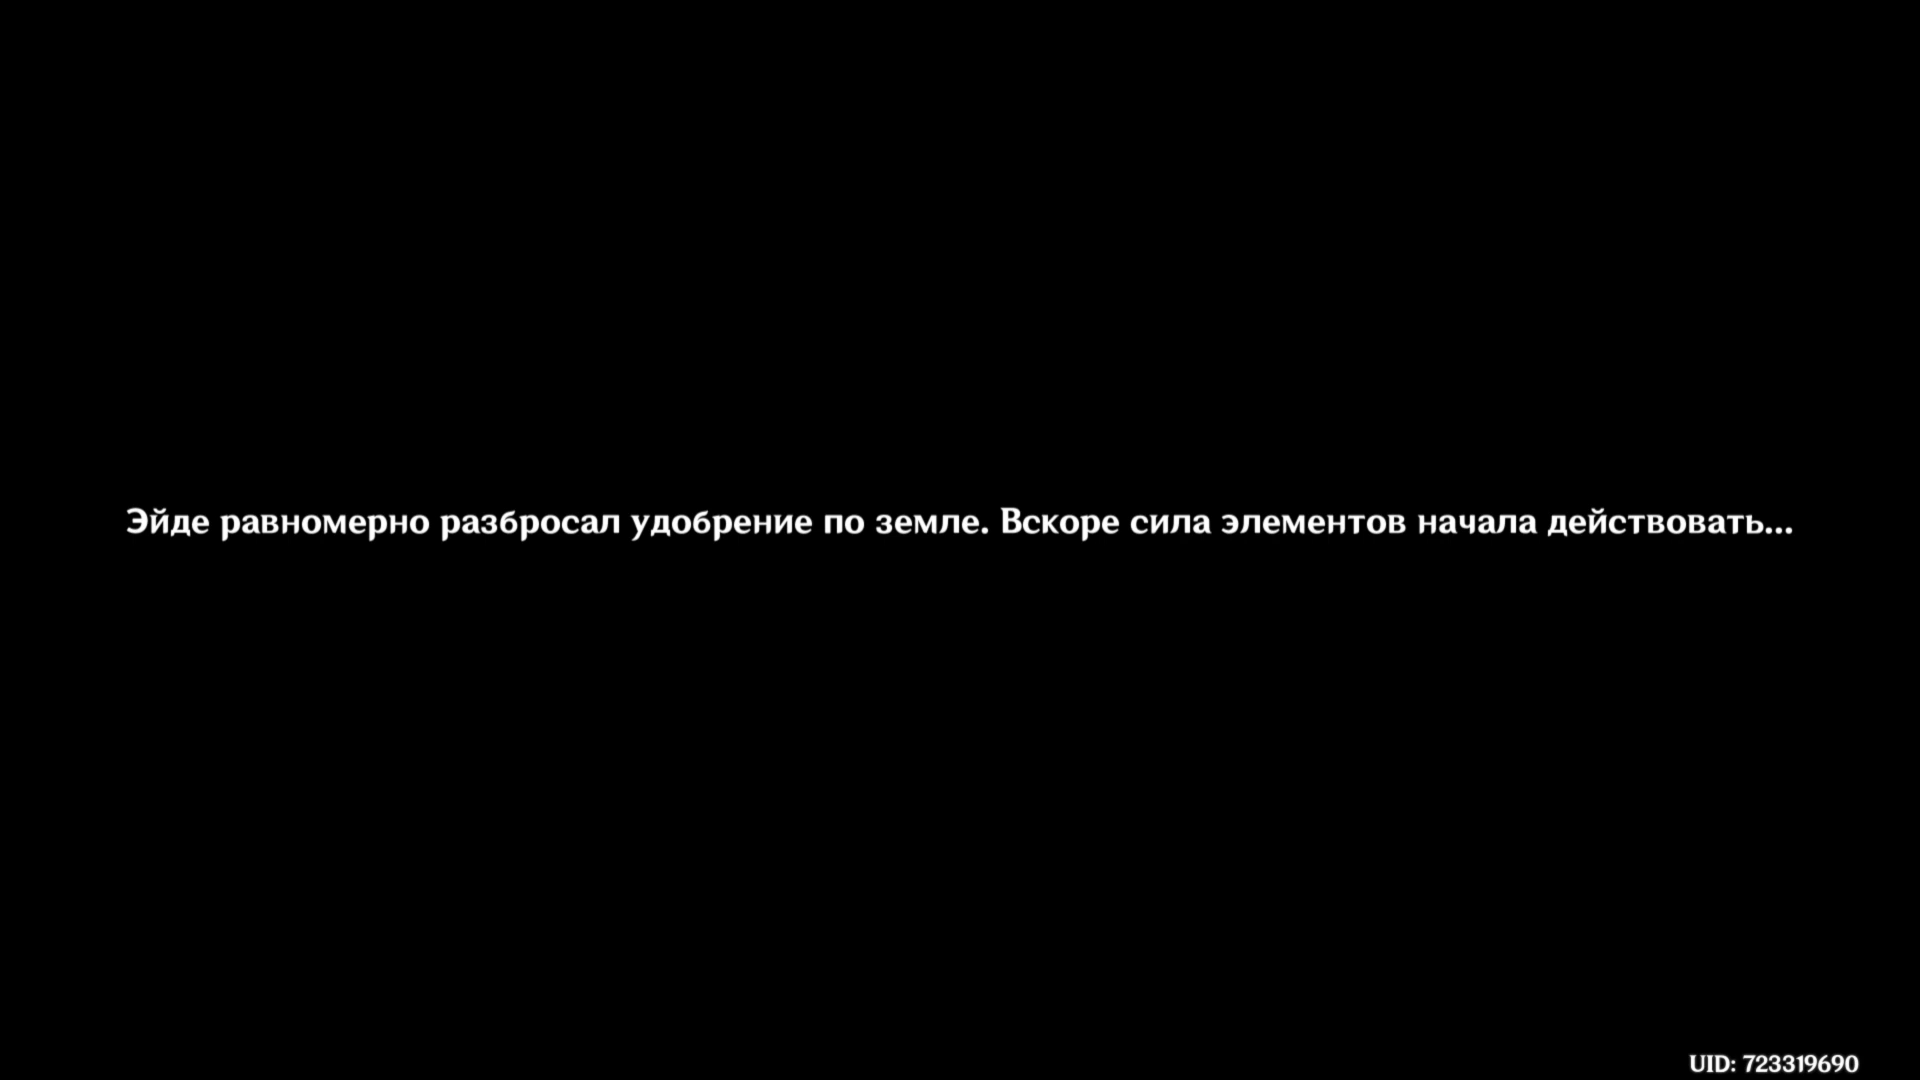 Эйде равномерно разбросал удобрение по земле. Вскоре сила элементов начала действовать...
UID: 723319690